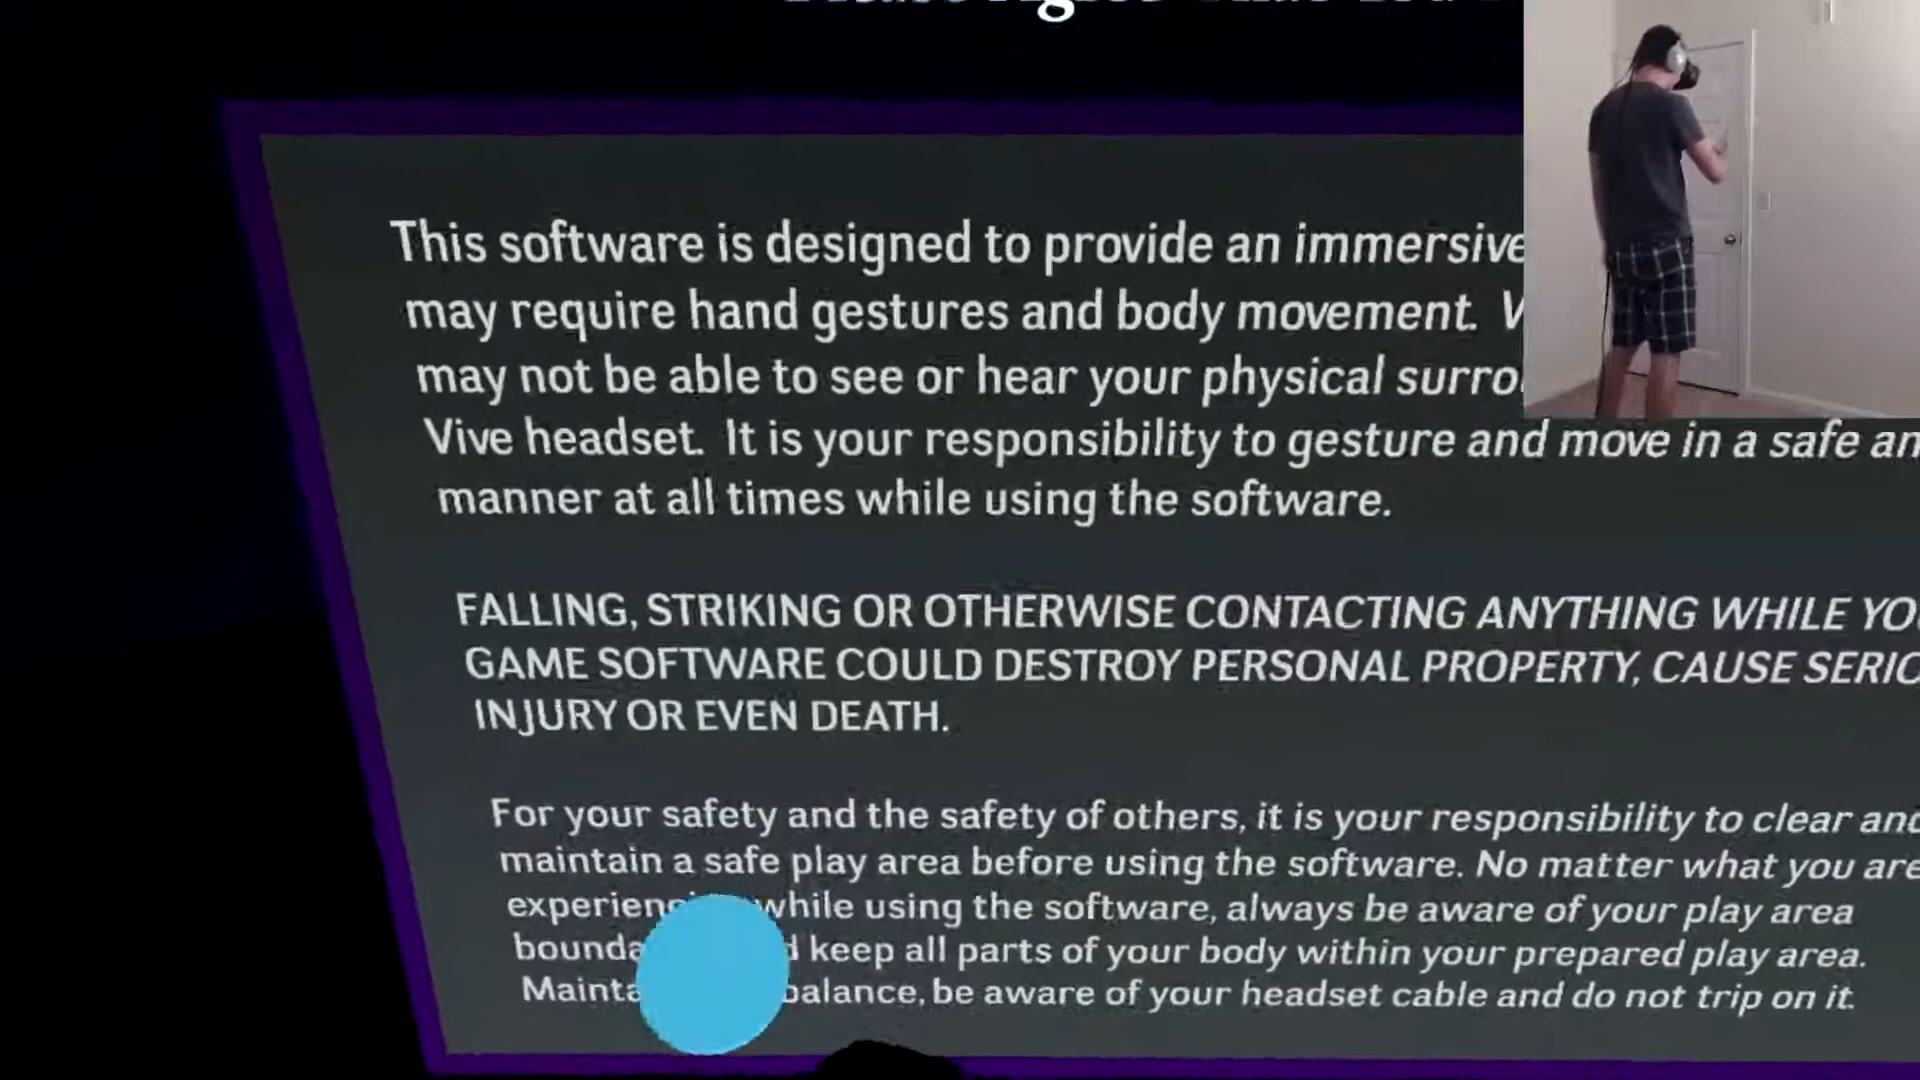 This software is designed to provide an immersive
may require hand gestures and body movement.
may not be able to see or hear your physical
Vive headset. It is your responsibility to gesture and move in a safe
manner at all times while using the software.
FALLING, STRIKING OR OTHERWISE CONTACTING ANYTHING WHILE
GAME SOFTWARE COULD DESTROY PERSONAL PROPERTY, CAUSE
INJURY OR EVEN DEATH.
For your safety and the safety of others, it is your responsibility to clear and
maintain a safe play area before using the software. No matter what you are
while using the software, always be aware of your play area
keep all parts of your body within your prepared play area.
balance, be aware of your headset cable and do not trip on it.